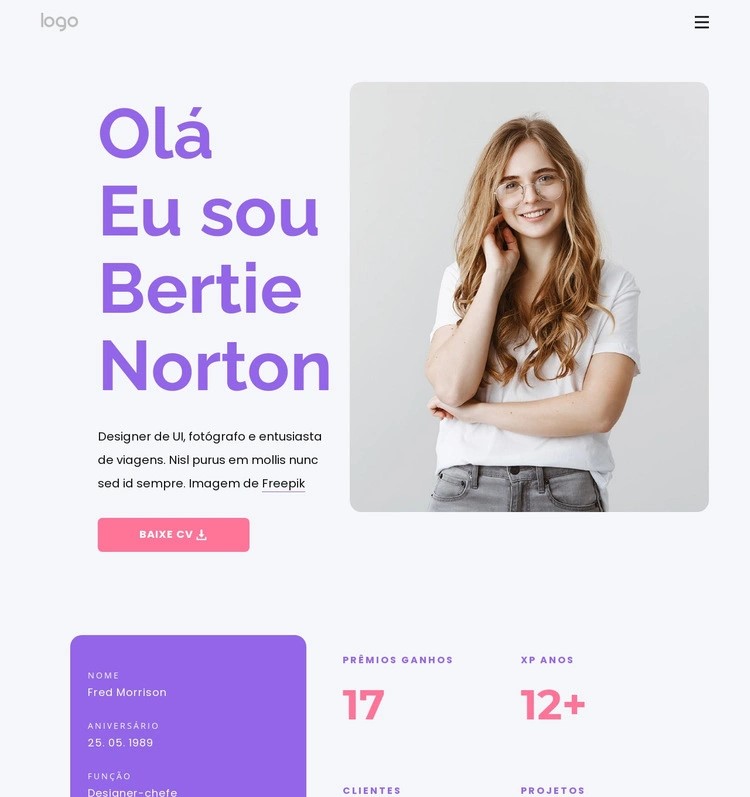 logo
Olá
Eu sou
Bertie
Norton
Designer de UI, fotógrafo e entusiasta
de viagens. Nisl purus em mollis nunc
sed id sempre. Imagem de Freepik
BAIXE CV
NOME
Fred Morrison
ANIVERSÁRIO
25. 05. 1989
FUNÇÃO
Designer-chefe
PRÊMIOS GANHOS
XP ANOS
17
12+
CLIENTES
PROJETOS